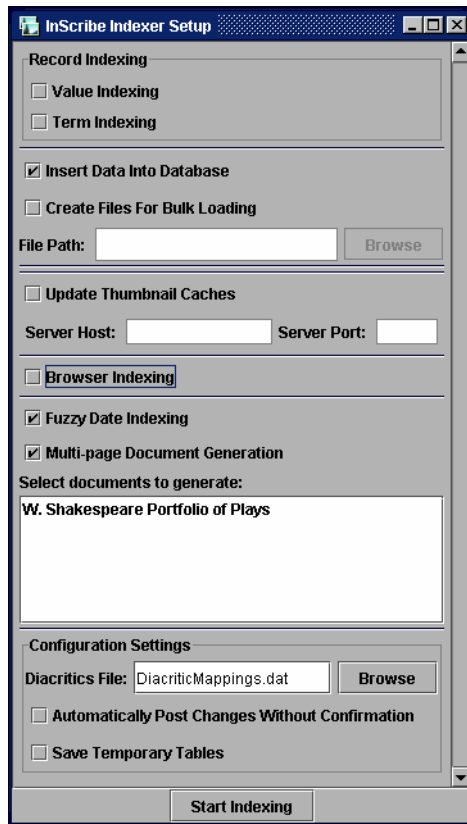 InScribe Indexer Setup
Record Indexing
Value Indexing
Term Indexing
Insert Data Into Database
Create Files For Bulk Loading
File Path: Browse
Update Thumbnail Caches
Server Host: Server Port:
Browser Indexing
Fuzzy Date Indexing
Multi-page Document Generation
Select documents to generate:
W. Shakespeare Portfolio of Plays
Configuration Settings
Diacritics File: DiacriticMappings.dat Browse
Automatically Post Changes Without Confirmation
Save Temporary Tables
Start Indexing